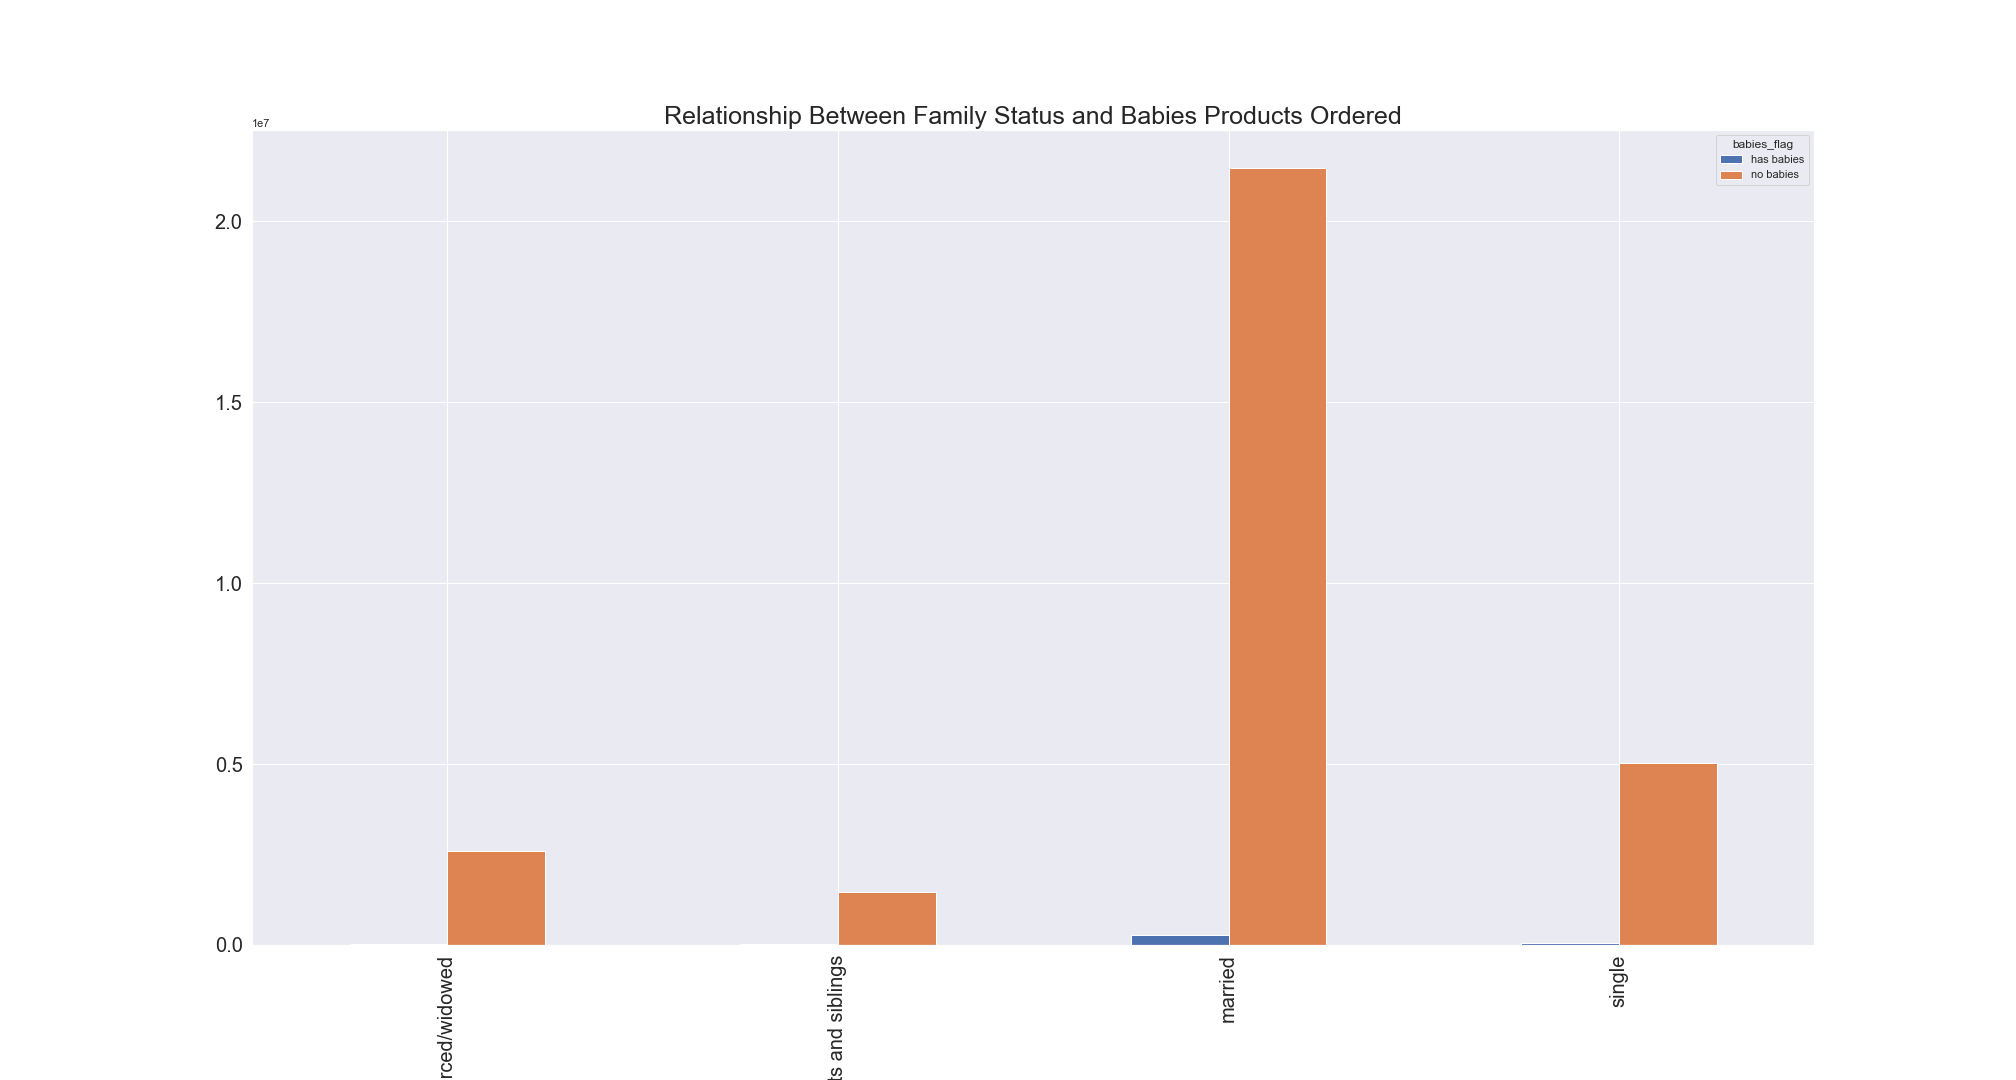 Relationship Between Family Status and Babies Products Ordered
1e7
babies_flag
has babies
no babies
2.0
1.5
1.0
0.5
0.0
rced/widowed
ts and siblings
married
single